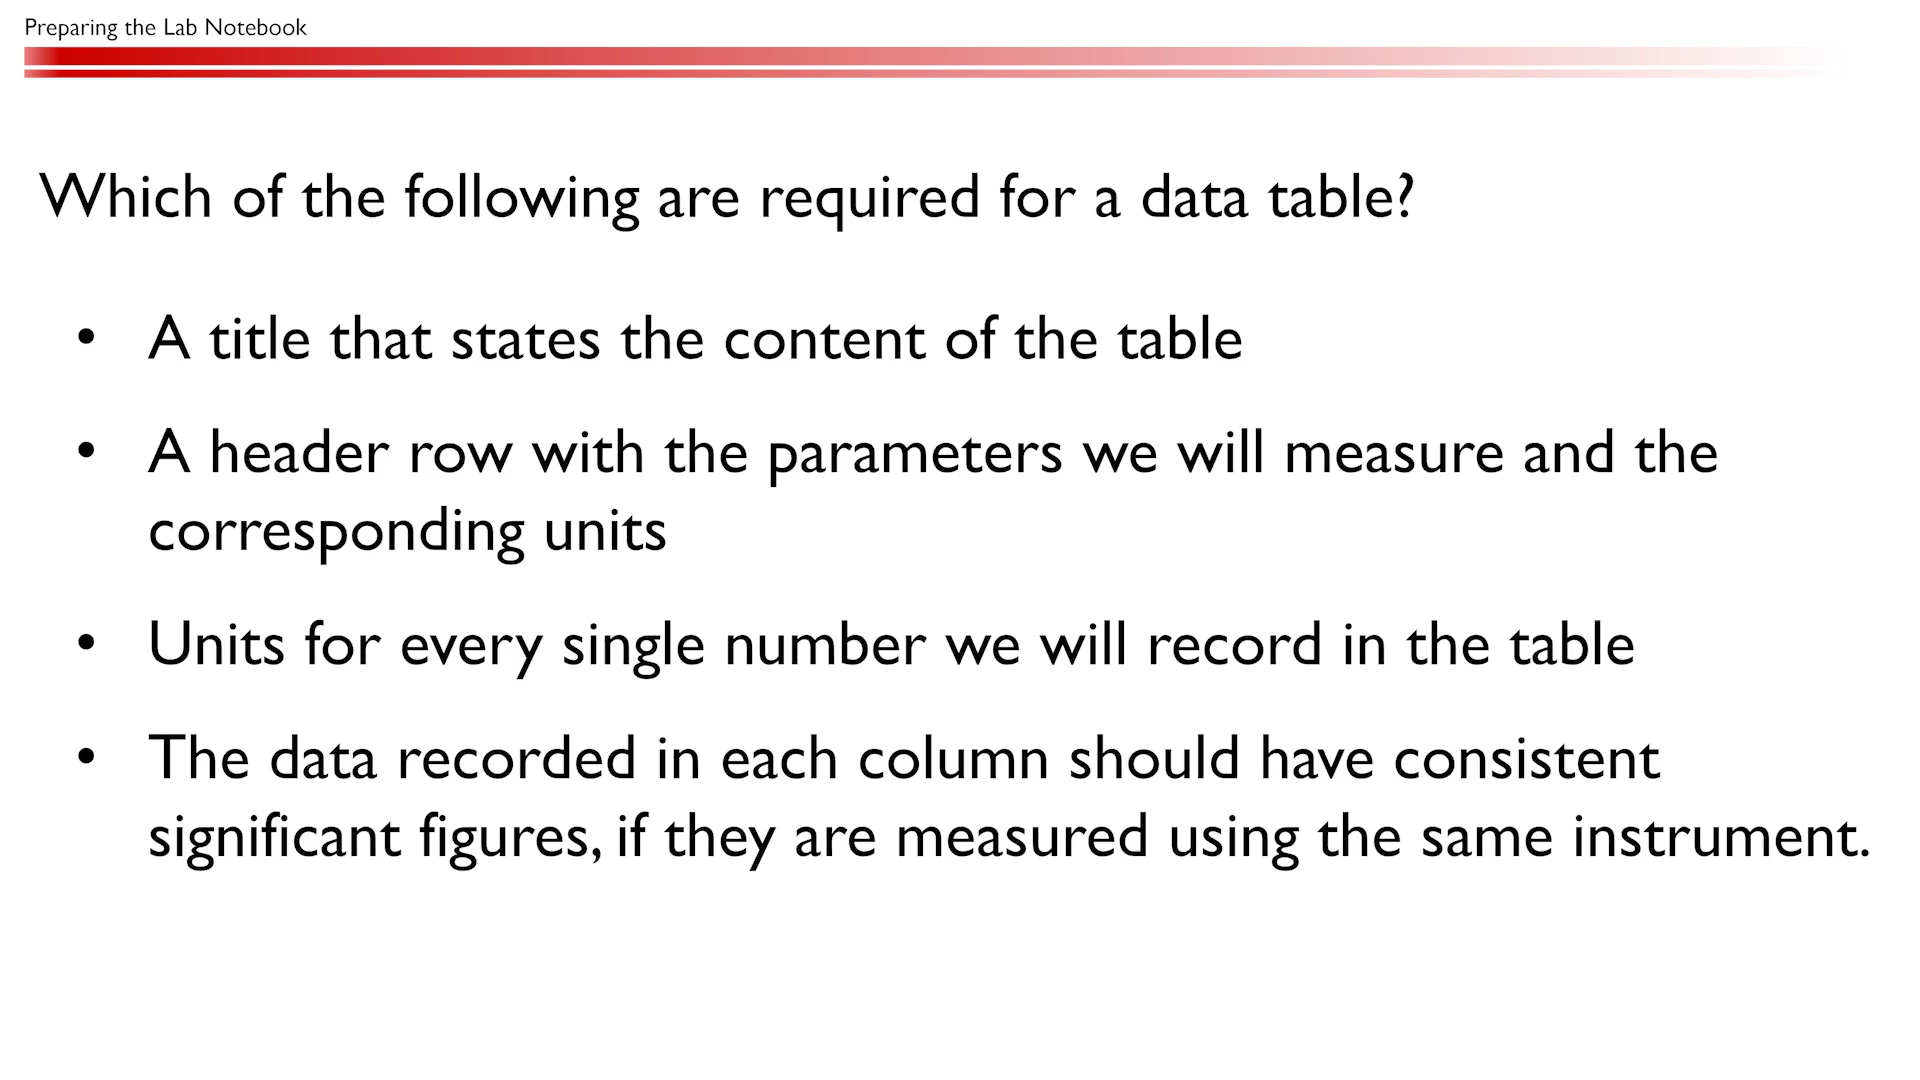 Preparing the Lab Notebook
Which of the following are required for a data table?
• A title that states the content of the table
• A header row with the parameters we will measure and the
corresponding units
• Units for every single number we will record in the table
• The data recorded in each column should have consistent
significant figures, if they are measured using the same instrument.